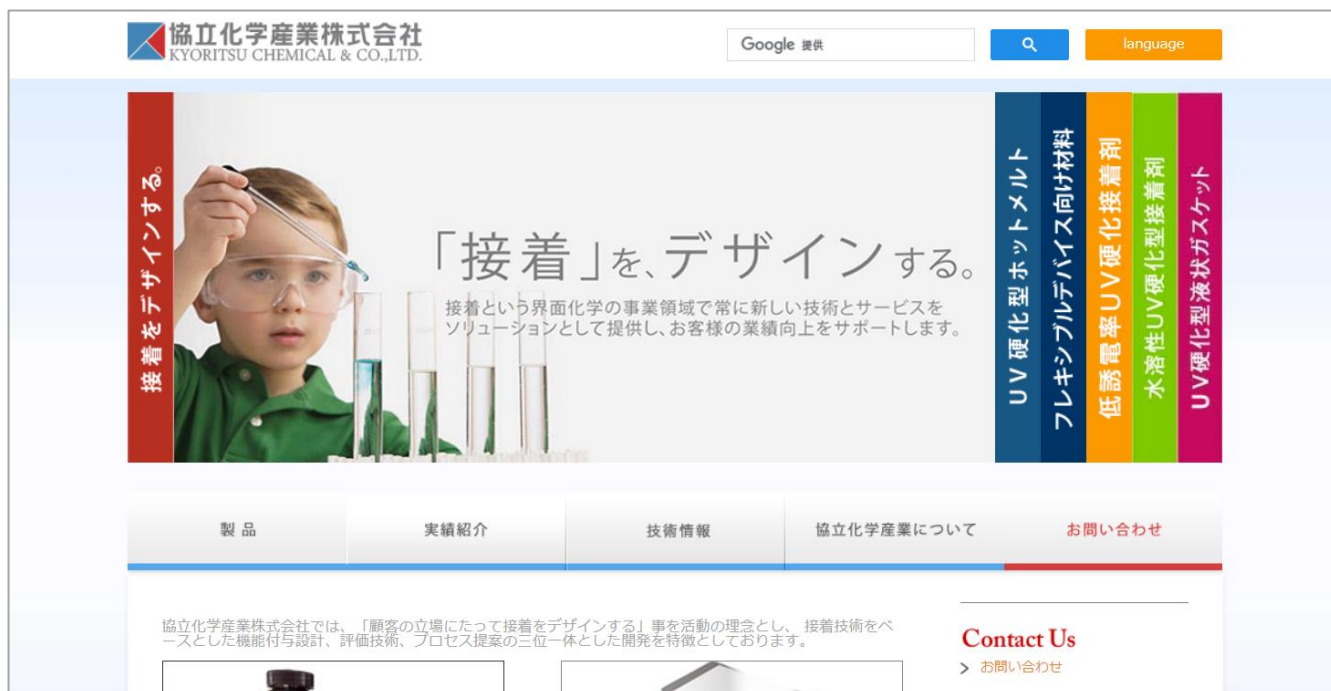 協立化学産業株式会社
KYORITSU CHEMICAL & CO.,LTD.
Google 提供
language
接着をデザインする。
「接着」を、デザインする。
接着という界面化学の事業領域で常に新しい技術とサービスを
ソリューションとして提供し、お客様の業績向上をサポートします。
UV硬化型ホットメルト
フレキシブルデバイス向け材料
低誘電率UV硬化接着剤
水溶性UV硬化型接着剤
UV硬化型液状ガスケット
製品
実績紹介
技術情報
協立化学産業について
お問い合わせ
協立化学産業株式会社では、「顧客の立場にたって接着をデザインする」事を活動の理念とし、 接着技術をベ
ースとした機能付与設計、評価技術、プロセス提案の三位一体とした開発を特徴としております。
Contact Us
お問い合わせ